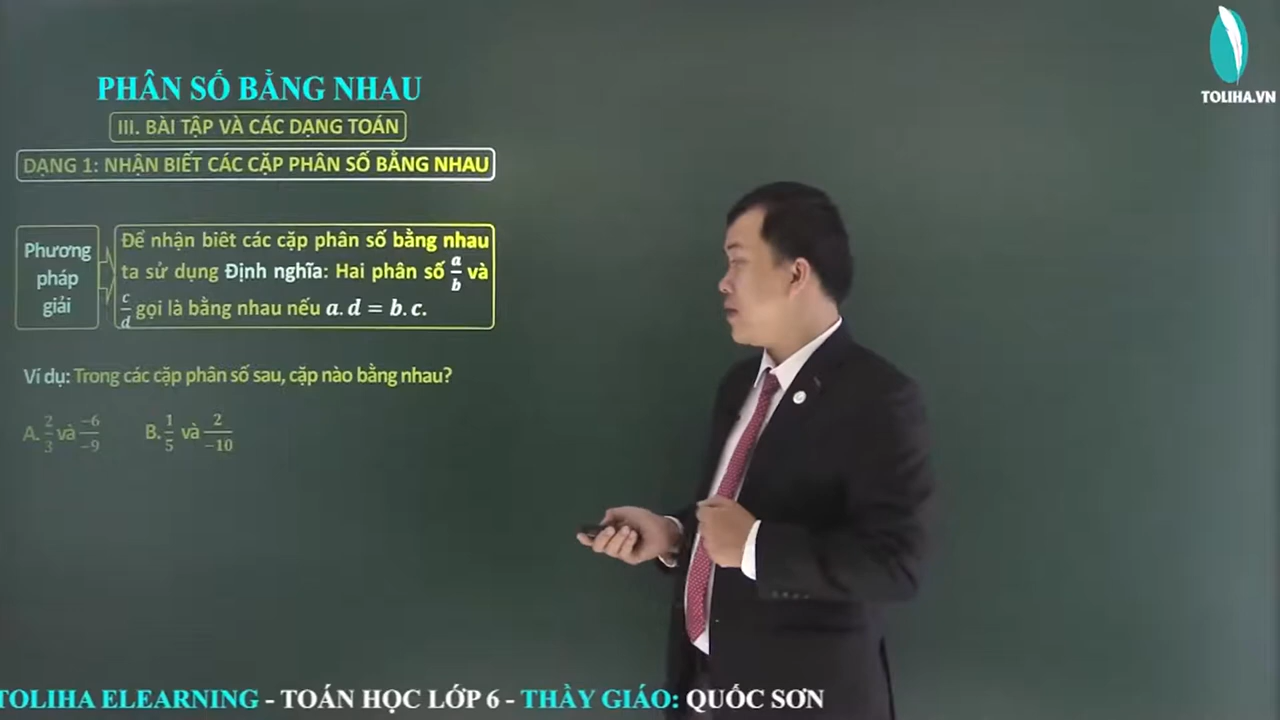 PHÂN SỐ BẰNG NHAU
III. BÀI TẬP VÀ CÁC DẠNG TOÁN
DẠNG 1: NHẬN BIẾT CÁC CẶP PHÂN SỐ BẰNG NHAU
Phương
pháp
giải
Để nhận biêt các cặp phân số bằng nhau
ta sử dụng Định nghĩa: Hai phân số a/b và
c/d gọi là bằng nhau nếu a.d = b.c.
Ví dụ: Trong các cặp phân số sau, cặp nào bằng nhau?
A. 2/3 và -6/-9 B. 1/5 và 2/-10
TOLIHA.VN
TOLIHA ELEARNING - TOÁN HỌC LỚP 6 - THẦY GIÁO: QUỐC SƠN